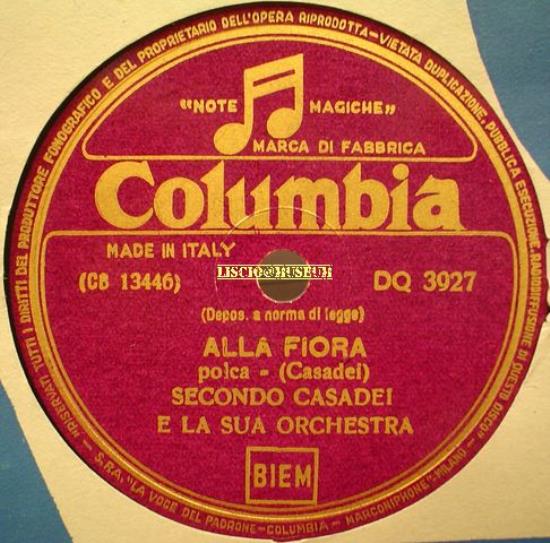 "RISERVATI TUTTI I DIRITTI DEL PRODUTTORE FONOGRAFICO E DEL PROPRIETARIO DELL'OPERA RIPRODOTTA-VIETATA DUPLICAZIONE, PUBBLICA ESECUZIONE, RADIODIFFUSIONE DI QUESTO DISCO"
"NOTE MAGICHE"
MARCA DI FABBRICA
Columbia
MADE IN ITALY
(CB 13446)
LISCIO@MUSEUM
DQ 3927
(Depos. a norma di legge)
ALLA FIORA
polca - (Casadei)
SECONDO CASADEI
E LA SUA ORCHESTRA
BIEM
- S.p.A. "LA VOCE DEL PADRONE-COLUMBIA-MARCONIPHONE"-MILANO -